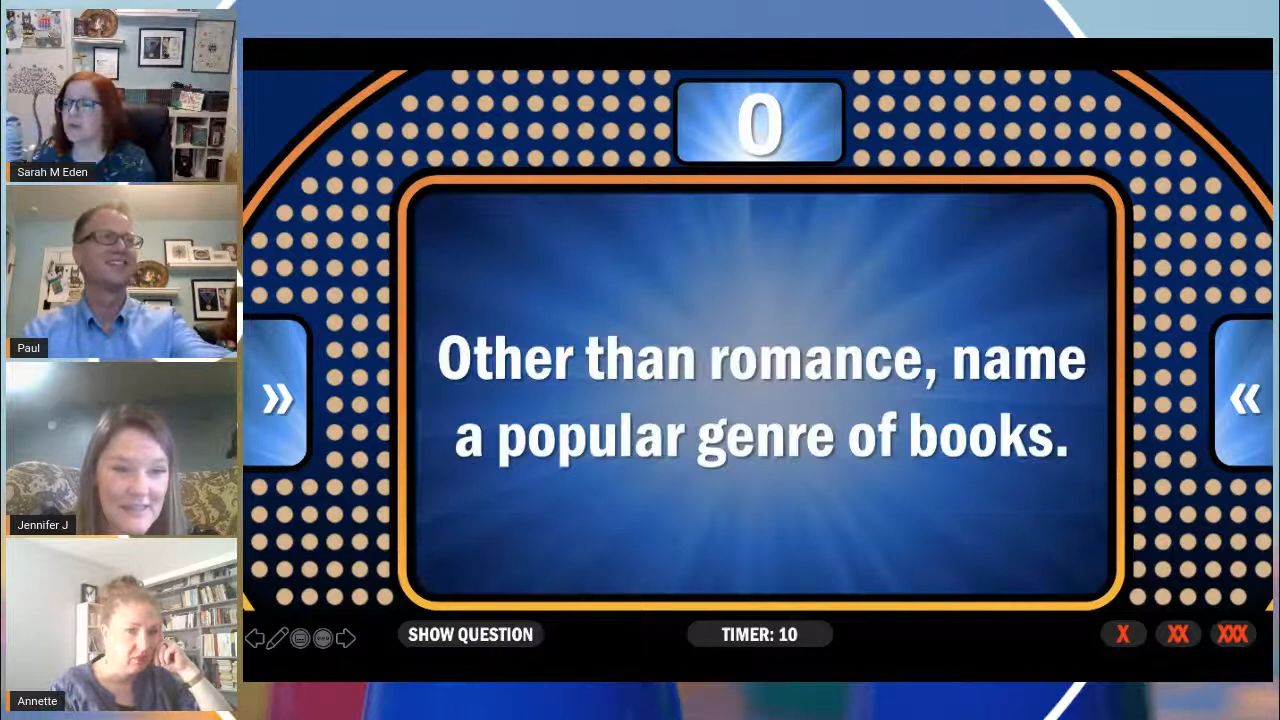 Sarah M Eden
Paul
Jennifer J
Annette
0
Other than romance, name
a popular genre of books.
»
«
SHOW QUESTION
TIMER: 10
X
XX
XXX